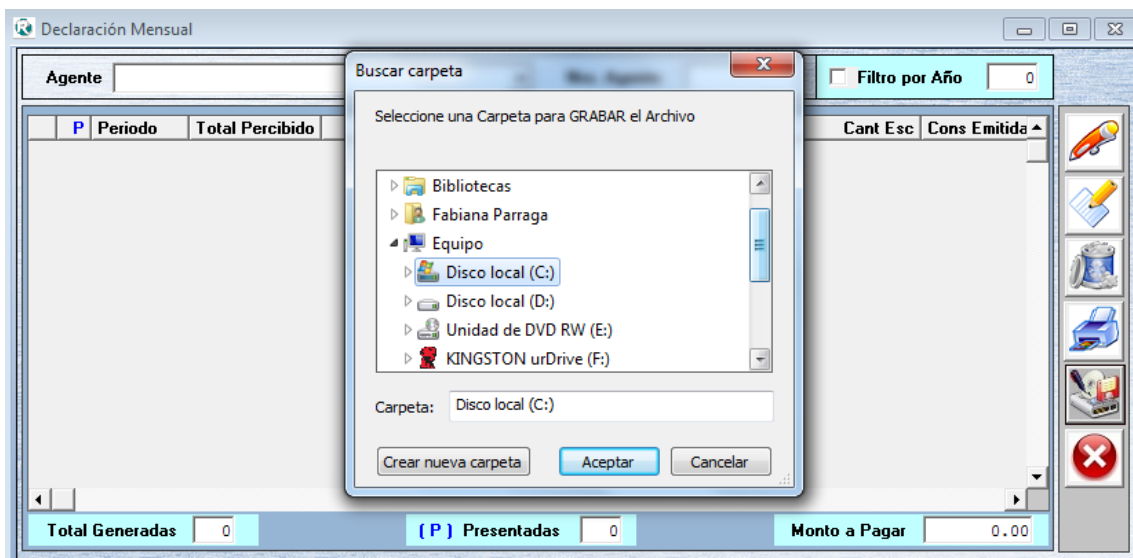 Declaración Mensual
Agente
Buscar carpeta
Nro. Agente
Filtro por Año 0
Seleccione una Carpeta para GRABAR el Archivo
P Periodo Total Percibido Cant Esc Cons Emitida
Bibliotecas
Fabiana Parraga
Equipo
Disco local (C:)
Disco local (D:)
Unidad de DVD RW (E:)
KINGSTON urDrive (F:)
Carpeta: Disco local (C:)
Crear nueva carpeta Aceptar Cancelar
Total Generadas 0 ( P ) Presentadas 0 Monto a Pagar 0.00